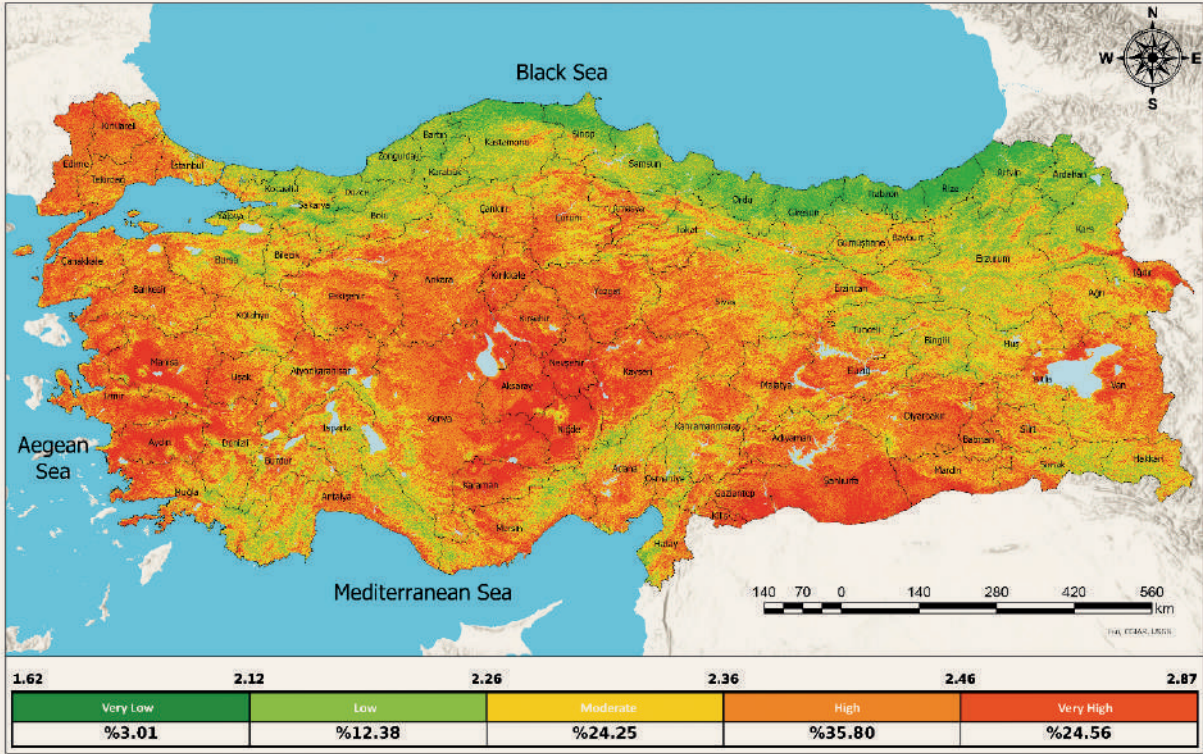 N
W E
S
Black Sea
Kırklareli
Edirne
Tekirdağ
İstanbul
Kocaeli
Sakarya
Yalova
Düzce
Bolu
Zonguldak
Bartın
Karabük
Kastamonu
Sinop
Samsun
Ordu
Giresun
Trabzon
Rize
Artvin
Ardahan
Kars
Çankırı
Çorum
Amasya
Tokat
Gümüşhane
Bayburt
Erzurum
Iğdır
Ağrı
Çanakkale
Balıkesir
Bursa
Bilecik
Eskişehir
Kütahya
Ankara
Kırıkkale
Yozgat
Sivas
Erzincan
Tunceli
Bingöl
Muş
Kırşehir
Nevşehir
Kayseri
Malatya
Elazığ
Bitlis
Van
Manisa
Uşak
Afyonkarahisar
Aksaray
İzmir
Aydın
Denizli
Isparta
Burdur
Konya
Niğde
Kahramanmaraş
Adıyaman
Diyarbakır
Batman
Siirt
Hakkari
Şırnak
Mardin
Şanlıurfa
Gaziantep
Kilis
Osmaniye
Adana
Karaman
Mersin
Antalya
Muğla
Hatay
Aegean
Sea
Mediterranean Sea
140 70 0 140 280 420 560
km
Esri, CGIAR, USGS
1.62 2.12 2.26 2.36 2.46 2.87
Very Low Low Moderate High Very High
%3.01 %12.38 %24.25 %35.80 %24.56